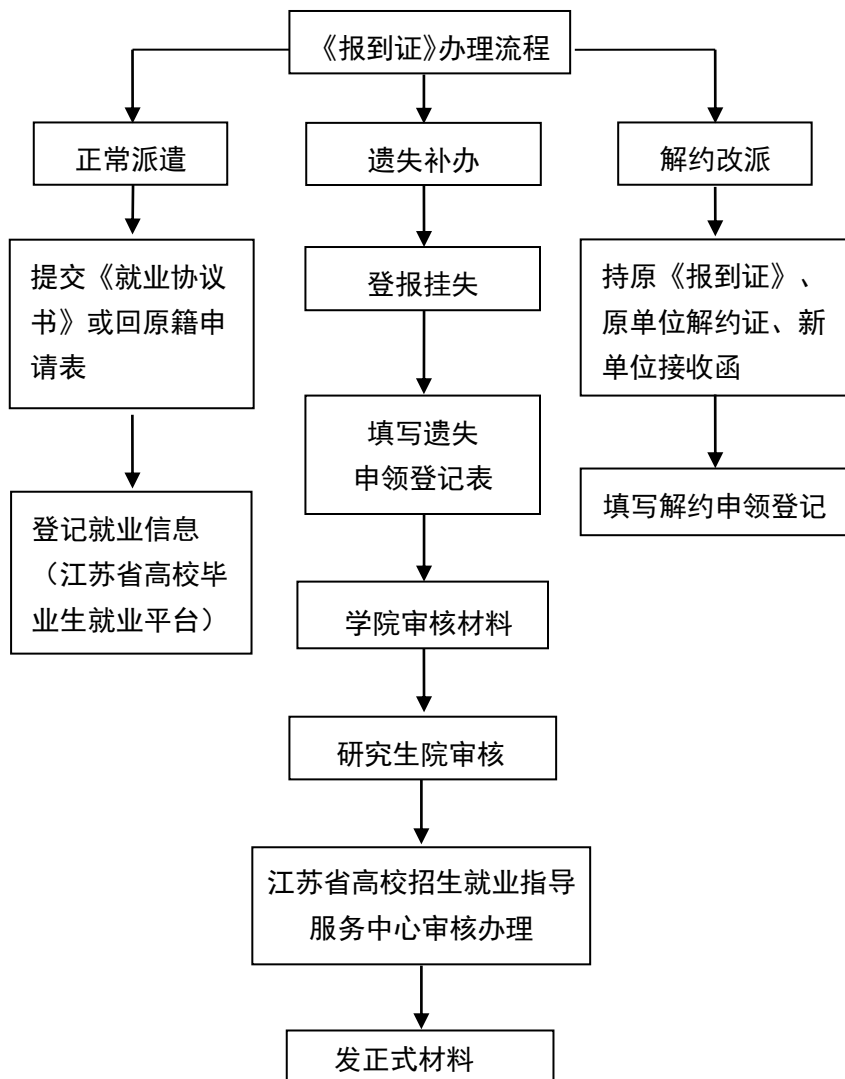 《报到证》办理流程
正常派遣
遗失补办
解约改派
提交《就业协议
书》或回原籍申
请表
登报挂失
持原《报到证》、
原单位解约证、新
单位接收函
填写遗失
申领登记表
登记就业信息
（江苏省高校毕
业生就业平台）
填写解约申领登记
学院审核材料
研究生院审核
江苏省高校招生就业指导
服务中心审核办理
发正式材料